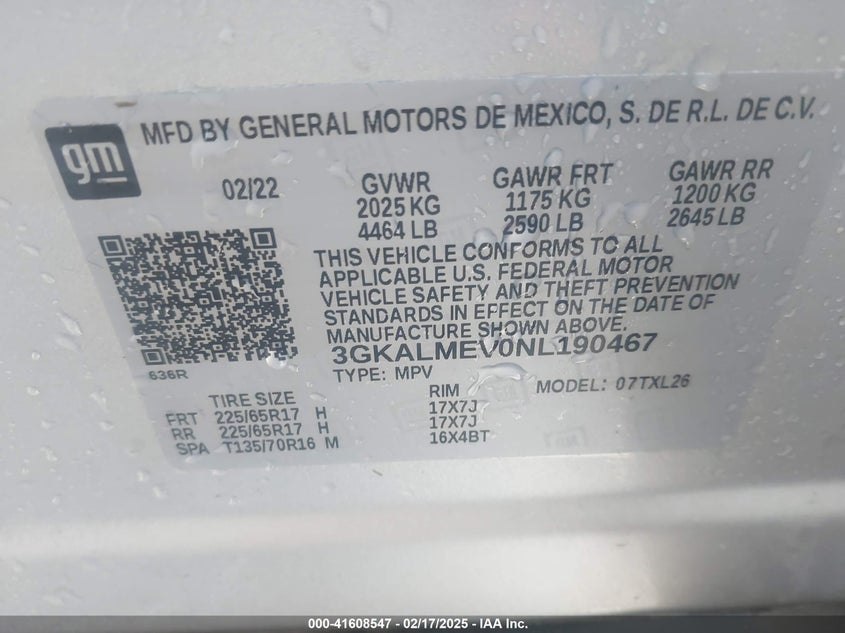 MFD BY GENERAL MOTORS DE MEXICO, S. DE R.L. DE C.V.
gm
02/22 GVWR GAWR FRT GAWR RR
2025 KG 1175 KG 1200 KG
4464 LB 2590 LB 2645 LB
THIS VEHICLE CONFORMS TO ALL
APPLICABLE U.S. FEDERAL MOTOR
VEHICLE SAFETY AND THEFT PREVENTION
STANDARDS IN EFFECT ON THE DATE OF
MANUFACTURE SHOWN ABOVE.
3GKALMEV0NL190467
636R
TYPE: MPV MODEL: 07TXL26
TIRE SIZE RIM
FRT 225/65R17 H 17X7J
RR 225/65R17 H 17X7J
SPA T135/70R16 M 16X4BT
000-41608547 - 02/17/2025 - IAA Inc.